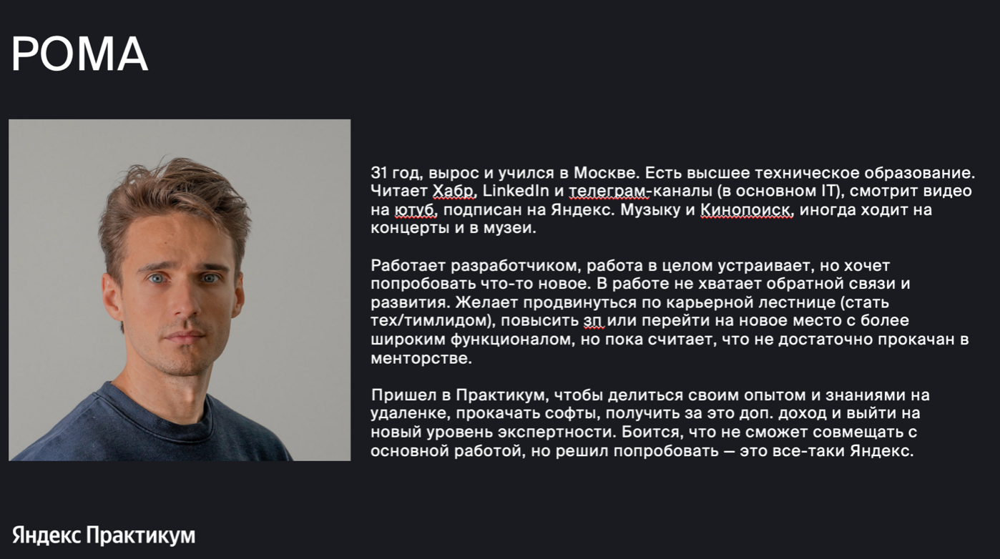 РОМА
31 год, вырос и учился в Москве. Есть высшее техническое образование.
Читает Хабр, LinkedIn и телеграм-каналы (в основном IT), смотрит видео
на ютуб, подписан на Яндекс. Музыку и Кинопоиск, иногда ходит на
концерты и в музеи.
Работает разработчиком, работа в целом устраивает, но хочет
попробовать что-то новое. В работе не хватает обратной связи и
развития. Желает продвинуться по карьерной лестнице (стать
тех/тимлидом), повысить зп или перейти на новое место с более
широким функционалом, но пока считает, что не достаточно прокачан в
менторстве.
Пришел в Практикум, чтобы делиться своим опытом и знаниями на
удаленке, прокачать софты, получить за это доп. доход и выйти на
новый уровень экспертности. Боится, что не сможет совмещать с
основной работой, но решил попробовать — это все-таки Яндекс.
Яндекс Практикум